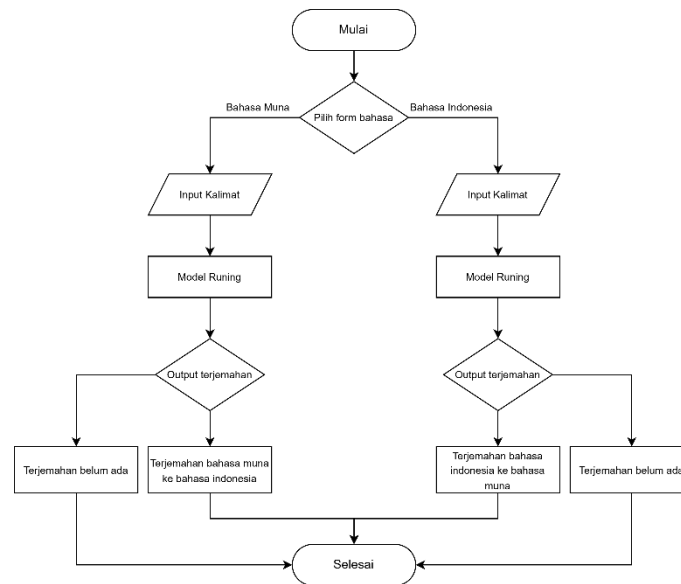 Mulai
Bahasa Muna
Bahasa Indonesia
Pilih form bahasa
Input Kalimat
Input Kalimat
Model Runing
Model Runing
Output terjemahan
Output terjemahan
Terjemahan belum ada
Terjemahan bahasa muna
ke bahasa indonesia
Terjemahan bahasa
indonesia ke bahasa
muna
Terjemahan belum ada
Selesai